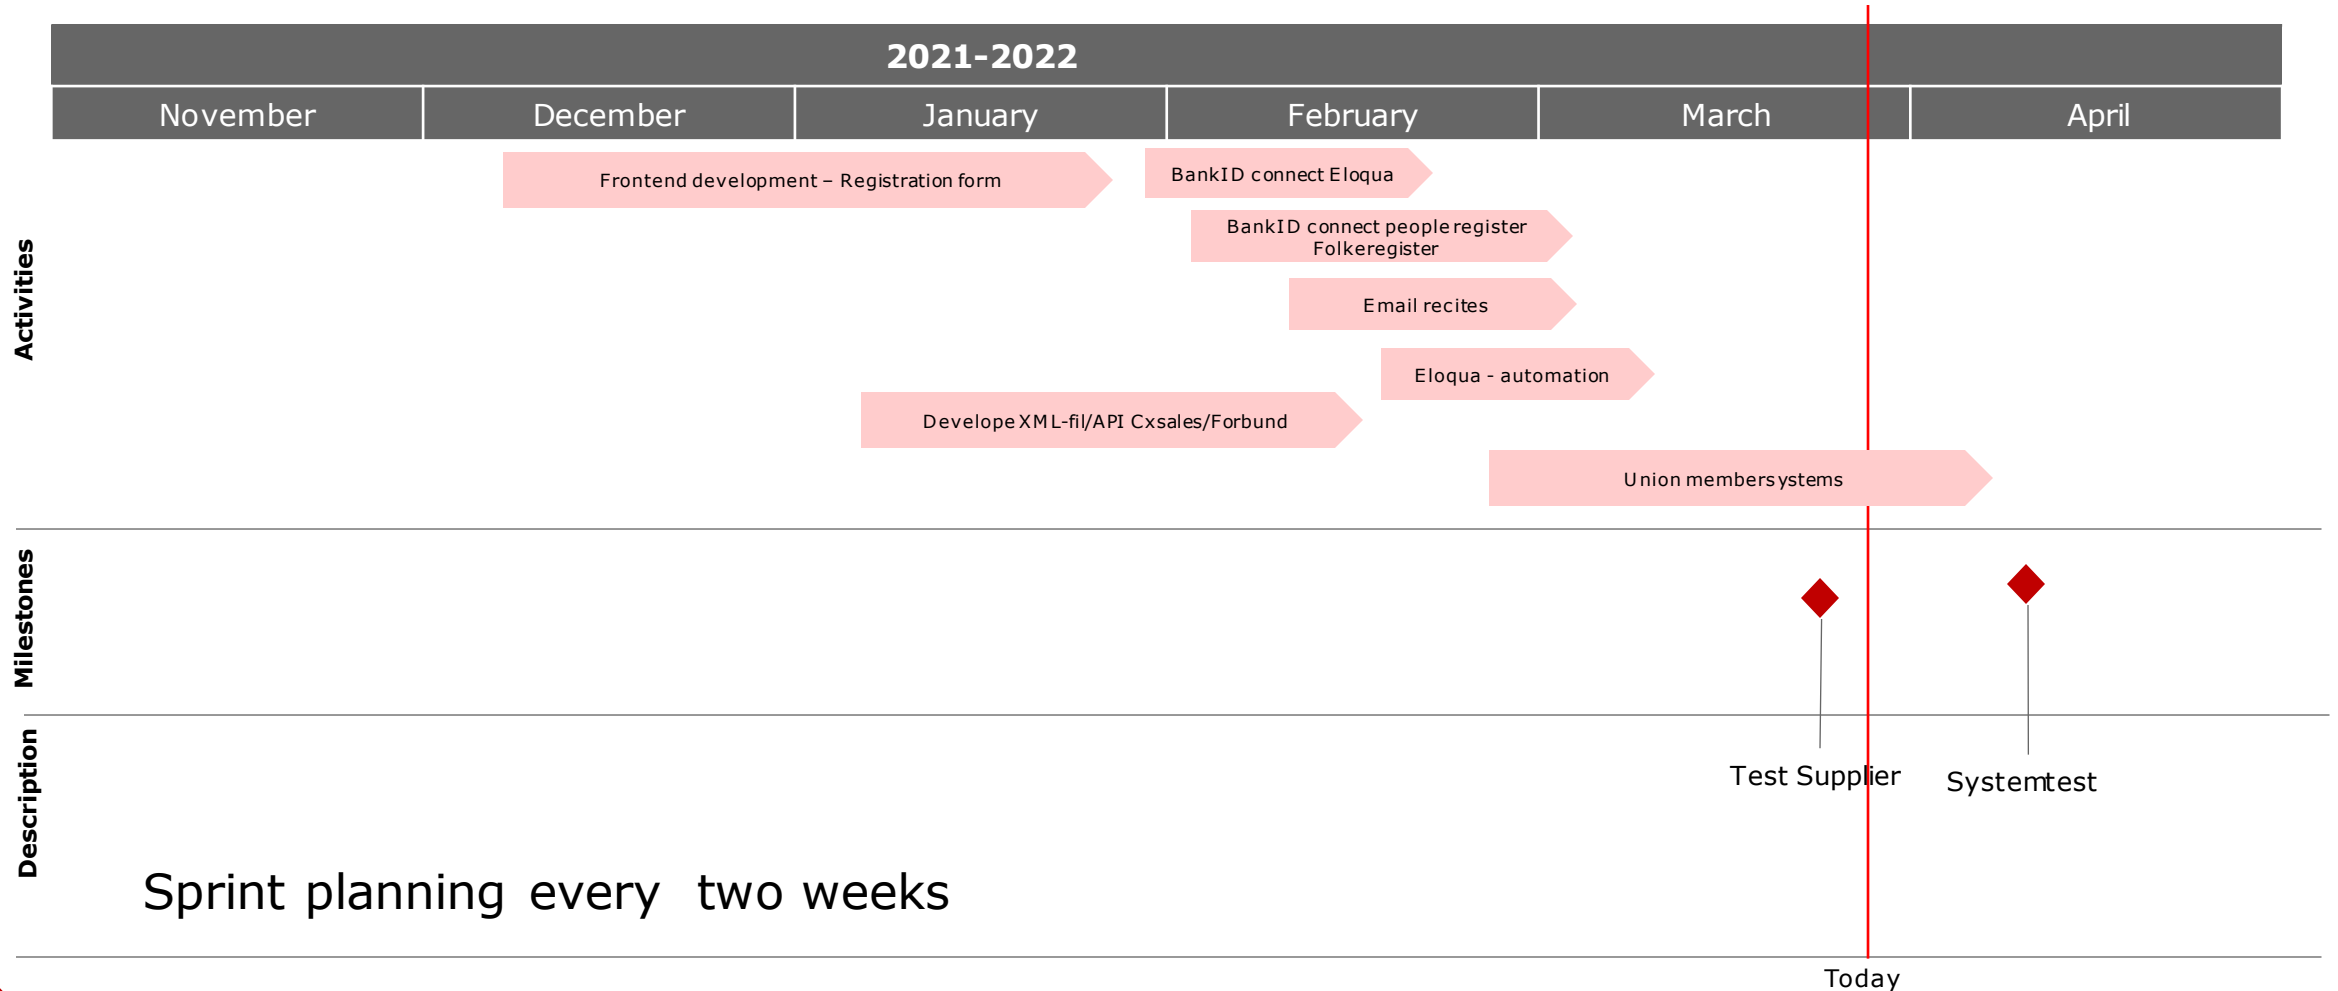 2021-2022
November December January February March April
Activities
Frontend development – Registration form
BankID connect Eloqua
BankID connect people register
Folkeregister
Email recites
Eloqua - automation
Develope XML-fil/API Cxsales/Forbund
Union membersystems
Milestones
Description
Test Supplier
Systemtest
Sprint planning every two weeks
Today